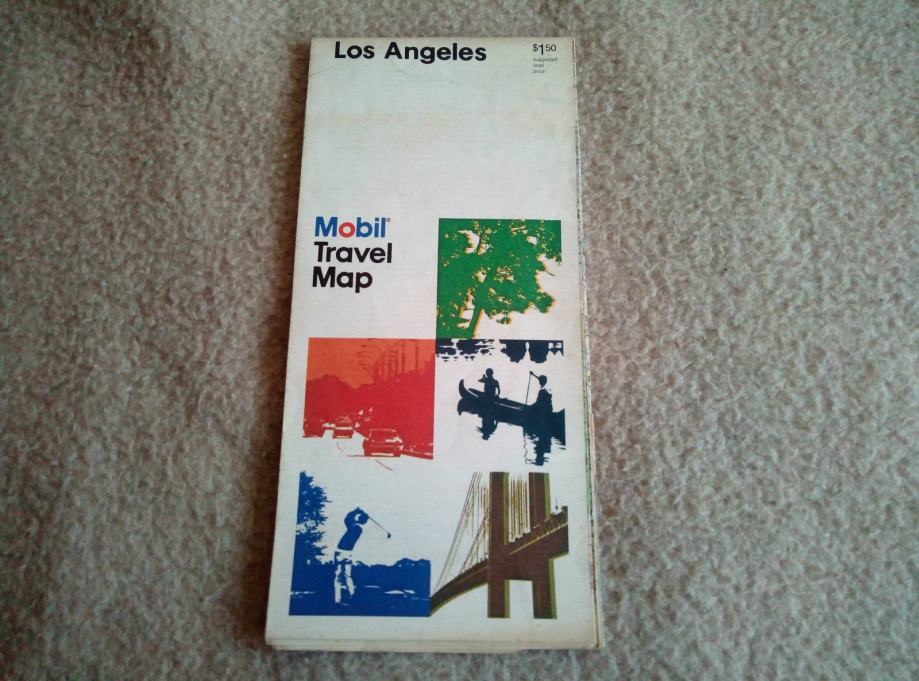 Los Angeles
$1.50
suggested
retail
price
Mobil®
Travel
Map